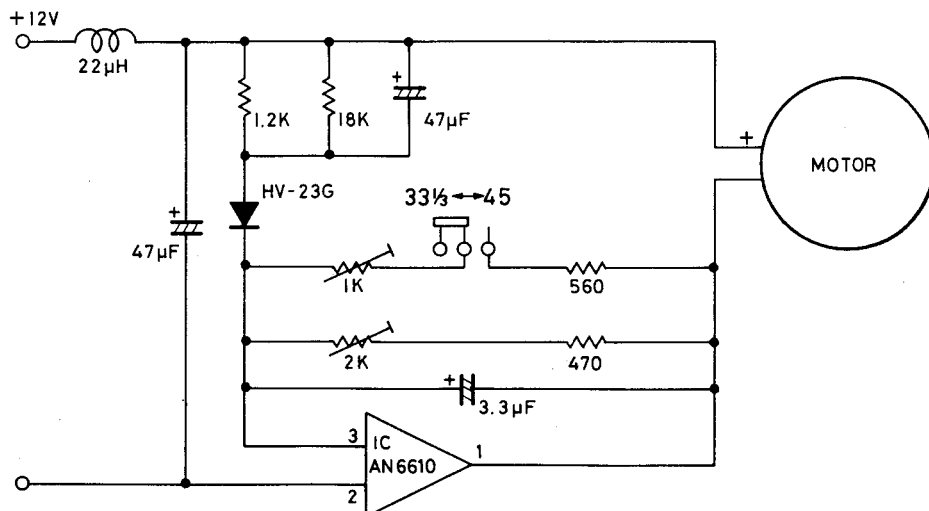 +12V
22µH
1.2K
18K
+
47µF
+
MOTOR
HV-23G
33⅓ ↔ 45
+
47µF
1K
560
2K
470
+
3.3µF
3
IC
1
AN6610
2